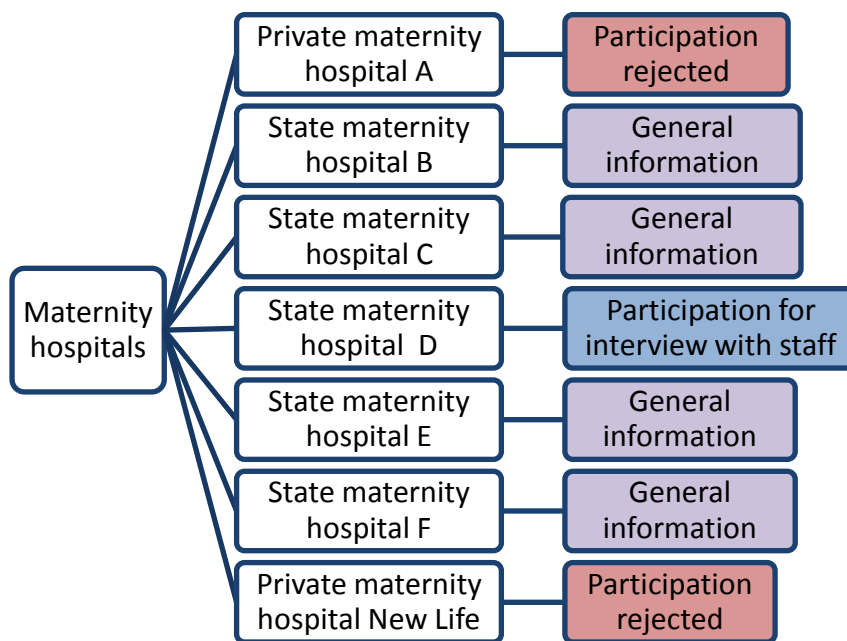 Maternity
hospitals
Private maternity
hospital A
Participation
rejected
State maternity
hospital B
General
information
State maternity
hospital C
General
information
State maternity
hospital D
Participation for
interview with staff
State maternity
hospital E
General
information
State maternity
hospital F
General
information
Private maternity
hospital New Life
Participation
rejected